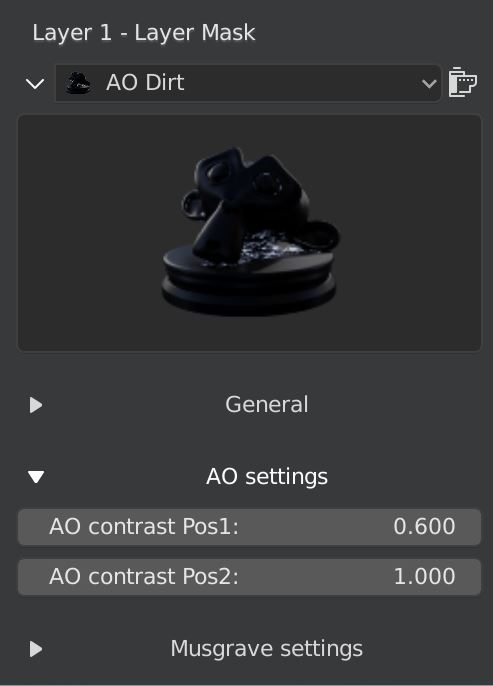 Layer 1 - Layer Mask
AO Dirt
General
AO settings
AO contrast Pos1: 0.600
AO contrast Pos2: 1.000
Musgrave settings